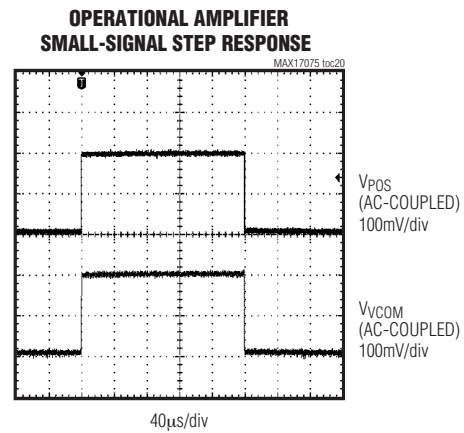 OPERATIONAL AMPLIFIER
SMALL-SIGNAL STEP RESPONSE
MAX17075 toc20
T
VPOS
(AC-COUPLED)
100mV/div
VVCOM
(AC-COUPLED)
100mV/div
40µs/div